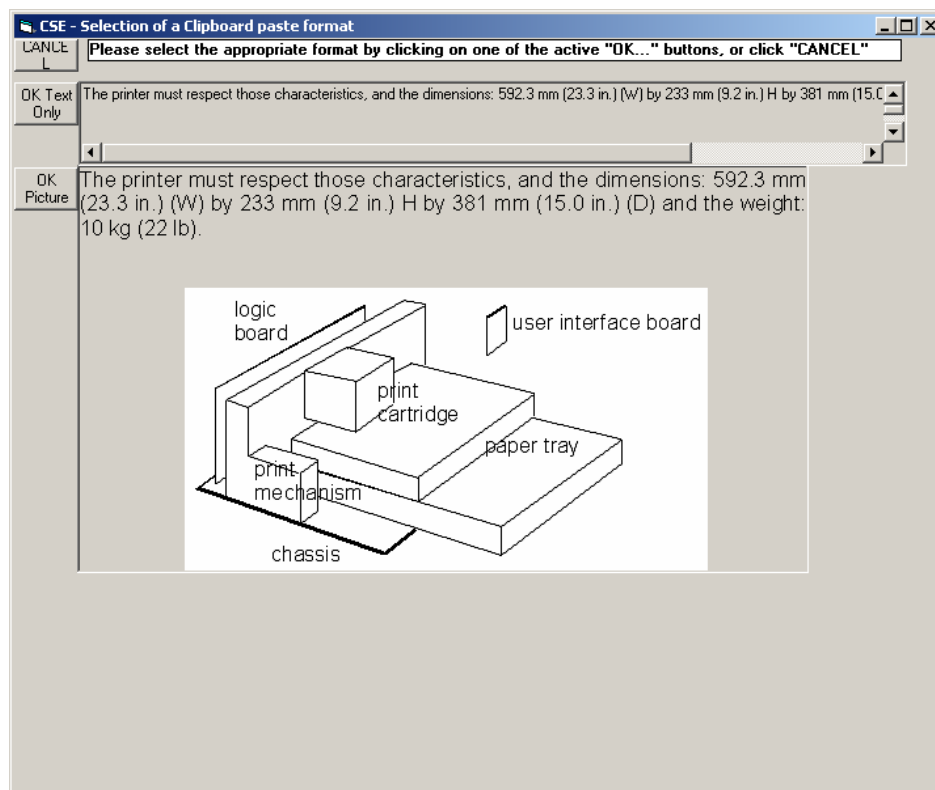 CSE - Selection of a Clipboard paste format
CANCE
L
Please select the appropriate format by clicking on one of the active "OK..." buttons, or click "CANCEL"
OK Text
Only
The printer must respect those characteristics, and the dimensions: 592.3 mm (23.3 in.) (W) by 233 mm (9.2 in.) H by 381 mm (15.0
OK
Picture
The printer must respect those characteristics, and the dimensions: 592.3 mm
(23.3 in.) (W) by 233 mm (9.2 in.) H by 381 mm (15.0 in.) (D) and the weight:
10 kg (22 lb).
logic
board
user interface board
print
cartridge
paper tray
print
mechanism
chassis